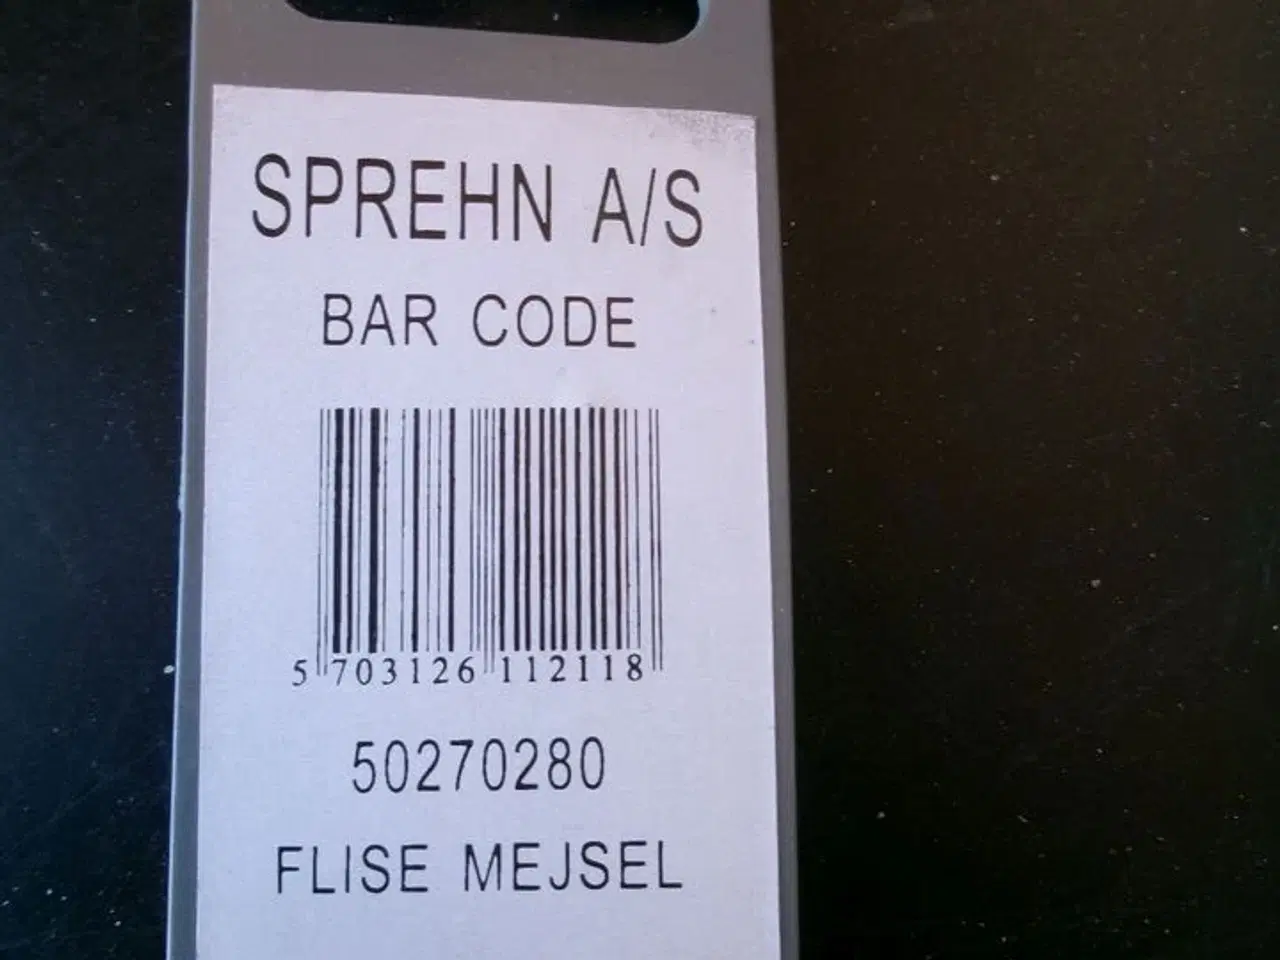 SPREHN A/S
BAR CODE
5 703126 112118
50270280
FLISE MEJSEL